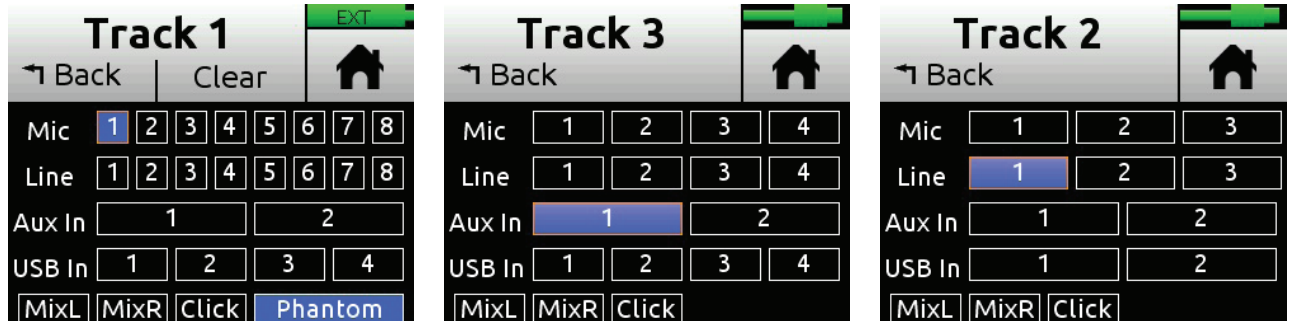 Track 1
EXT
Back Clear
Mic 1 2 3 4 5 6 7 8
Line 1 2 3 4 5 6 7 8
Aux In 1 2
USB In 1 2 3 4
MixL MixR Click Phantom
Track 3
Back
Mic 1 2 3 4
Line 1 2 3 4
Aux In 1 2
USB In 1 2 3 4
MixL MixR Click
Track 2
Back
Mic 1 2 3
Line 1 2 3
Aux In 1 2
USB In 1 2
MixL MixR Click